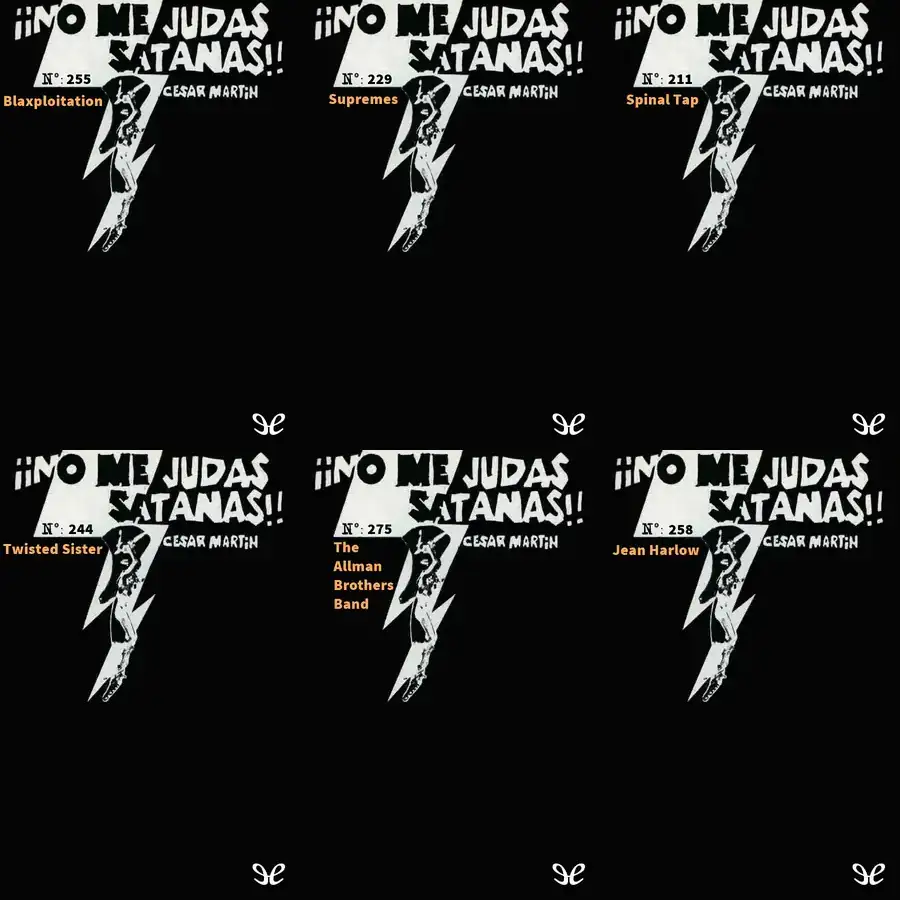 ¡¡NO ME JUDAS
SATANAS!!
Nº: 255
CESAR MARTIN
Blaxploitation
¡¡NO ME JUDAS
SATANAS!!
Nº: 229
CESAR MARTIN
Supremes
¡¡NO ME JUDAS
SATANAS!!
Nº: 211
CESAR MARTIN
Spinal Tap
¡¡NO ME JUDAS
SATANAS!!
Nº: 244
CESAR MARTIN
Twisted Sister
¡¡NO ME JUDAS
SATANAS!!
Nº: 275
CESAR MARTIN
The
Allman
Brothers
Band
¡¡NO ME JUDAS
SATANAS!!
Nº: 258
CESAR MARTIN
Jean Harlow